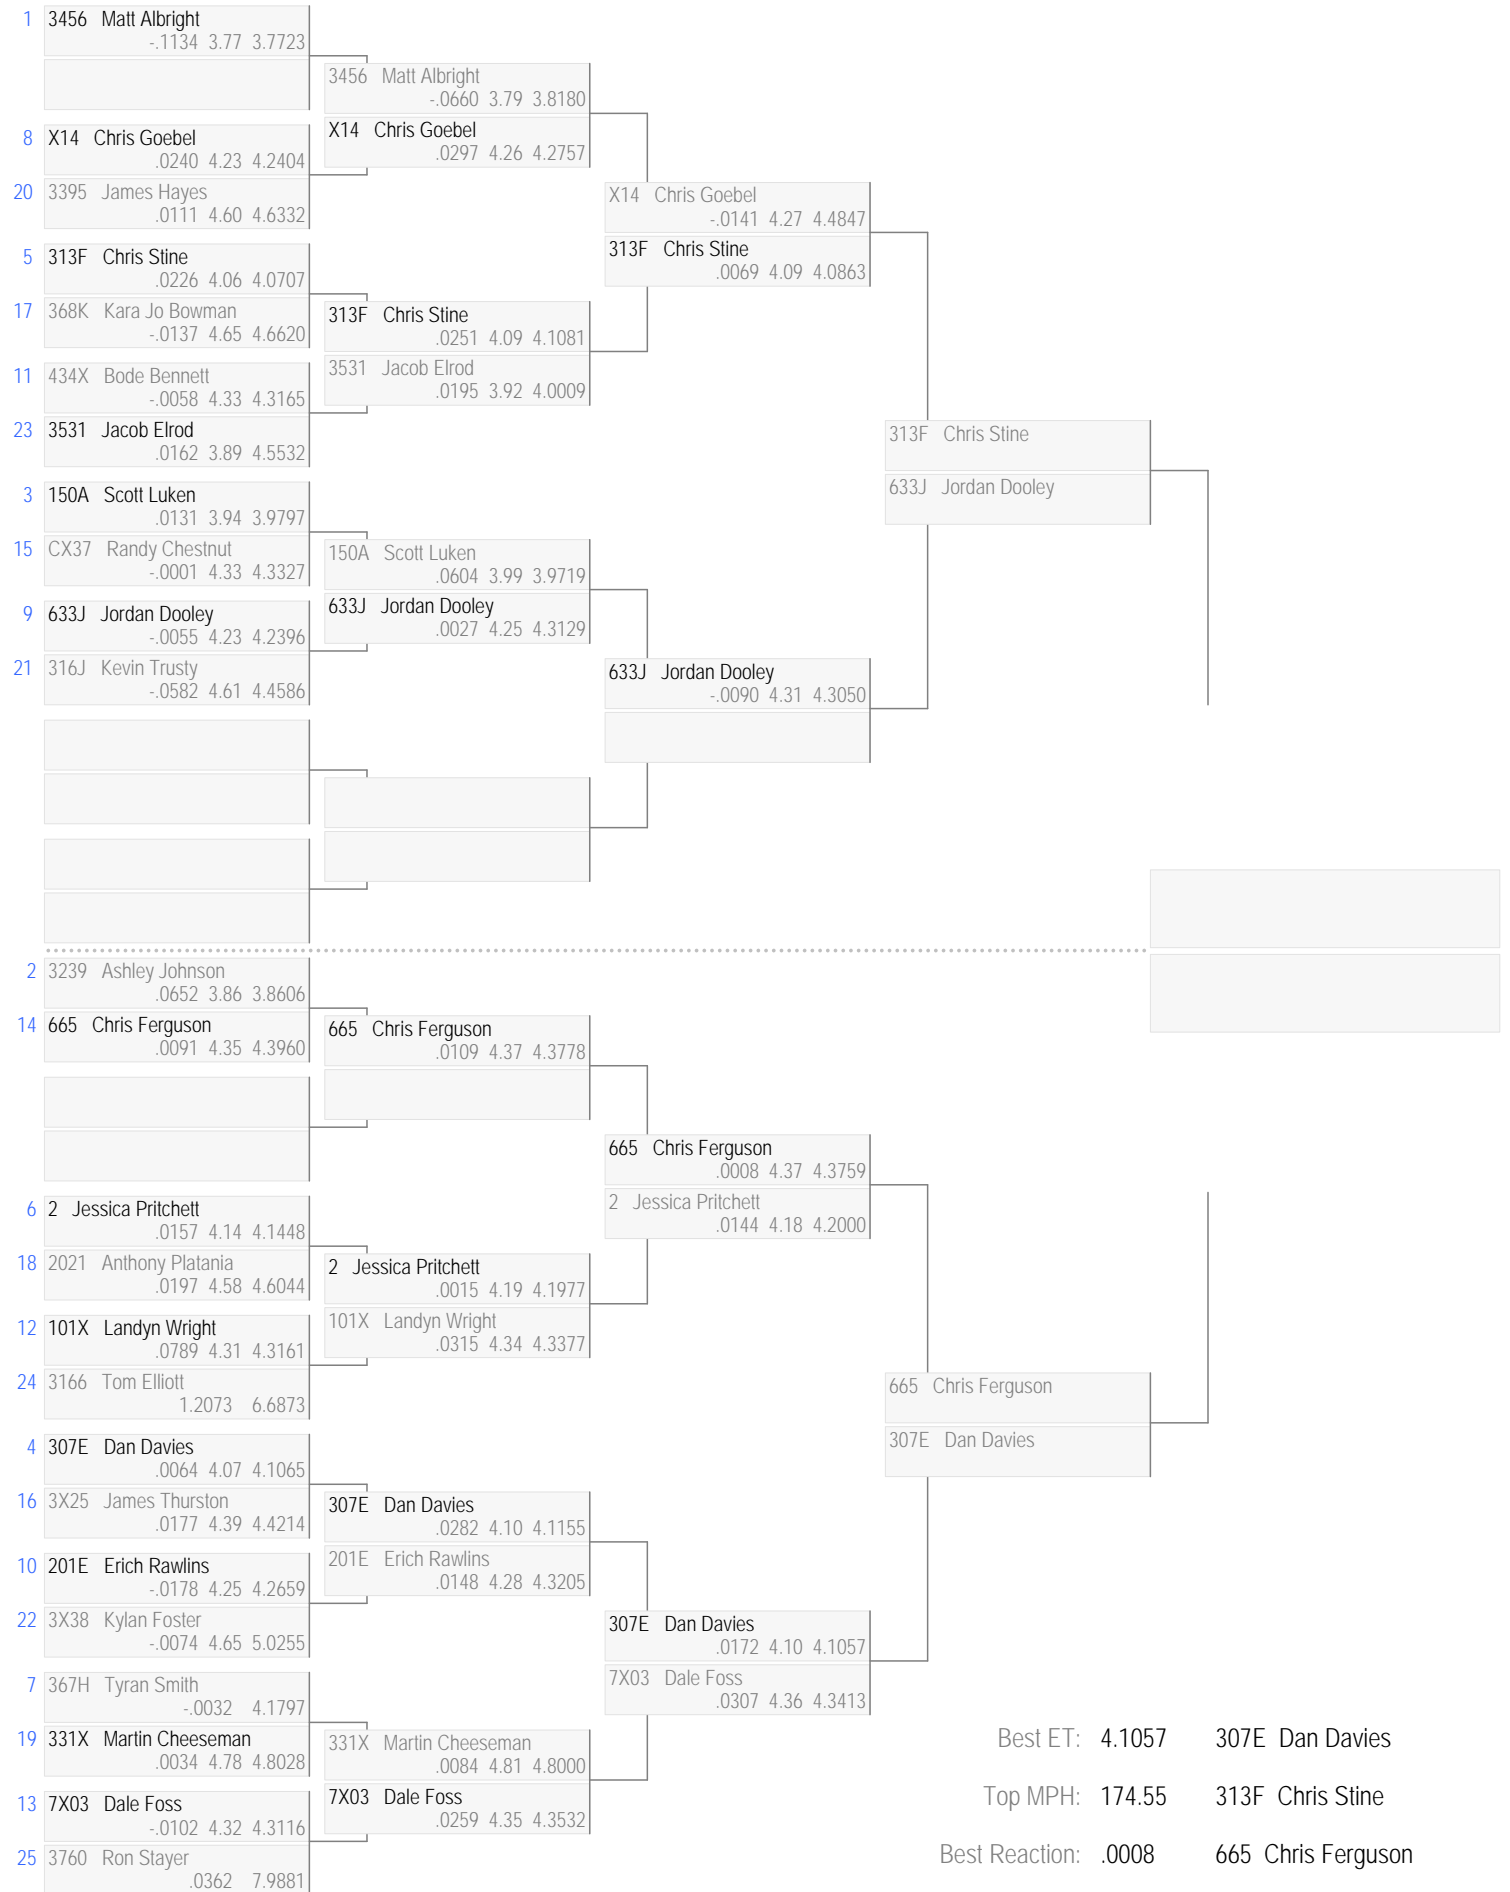 1 3456 Matt Albright
-.1134 3.77 3.7723
8 X14 Chris Goebel
.0240 4.23 4.2404
20 3395 James Hayes
.0111 4.60 4.6332
5 313F Chris Stine
.0226 4.06 4.0707
17 368K Kara Jo Bowman
-.0137 4.65 4.6620
11 434X Bode Bennett
-.0058 4.33 4.3165
23 3531 Jacob Elrod
.0162 3.89 4.5532
3 150A Scott Luken
.0131 3.94 3.9797
15 CX37 Randy Chestnut
-.0001 4.33 4.3327
9 633J Jordan Dooley
-.0055 4.23 4.2396
21 316J Kevin Trusty
-.0582 4.61 4.4586
2 3239 Ashley Johnson
.0652 3.86 3.8606
14 665 Chris Ferguson
.0091 4.35 4.3960
6 2 Jessica Pritchett
.0157 4.14 4.1448
18 2021 Anthony Platania
.0197 4.58 4.6044
12 101X Landyn Wright
.0789 4.31 4.3161
24 3166 Tom Elliott
1.2073 6.6873
4 307E Dan Davies
.0064 4.07 4.1065
16 3X25 James Thurston
.0177 4.39 4.4214
10 201E Erich Rawlins
-.0178 4.25 4.2659
22 3X38 Kylan Foster
-.0074 4.65 5.0255
7 367H Tyran Smith
-.0032 4.1797
19 331X Martin Cheeseman
.0034 4.78 4.8028
13 7X03 Dale Foss
-.0102 4.32 4.3116
25 3760 Ron Stayer
.0362 7.9881
3456 Matt Albright
-.0660 3.79 3.8180
X14 Chris Goebel
.0297 4.26 4.2757
313F Chris Stine
.0251 4.09 4.1081
3531 Jacob Elrod
.0195 3.92 4.0009
150A Scott Luken
.0604 3.99 3.9719
633J Jordan Dooley
.0027 4.25 4.3129
665 Chris Ferguson
.0109 4.37 4.3778
2 Jessica Pritchett
.0015 4.19 4.1977
101X Landyn Wright
.0315 4.34 4.3377
307E Dan Davies
.0282 4.10 4.1155
201E Erich Rawlins
.0148 4.28 4.3205
331X Martin Cheeseman
.0084 4.81 4.8000
7X03 Dale Foss
.0259 4.35 4.3532
X14 Chris Goebel
-.0141 4.27 4.4847
313F Chris Stine
.0069 4.09 4.0863
633J Jordan Dooley
-.0090 4.31 4.3050
665 Chris Ferguson
.0008 4.37 4.3759
2 Jessica Pritchett
.0144 4.18 4.2000
307E Dan Davies
.0172 4.10 4.1057
7X03 Dale Foss
.0307 4.36 4.3413
313F Chris Stine
633J Jordan Dooley
665 Chris Ferguson
307E Dan Davies
Best ET: 4.1057 307E Dan Davies
Top MPH: 174.55 313F Chris Stine
Best Reaction: .0008 665 Chris Ferguson